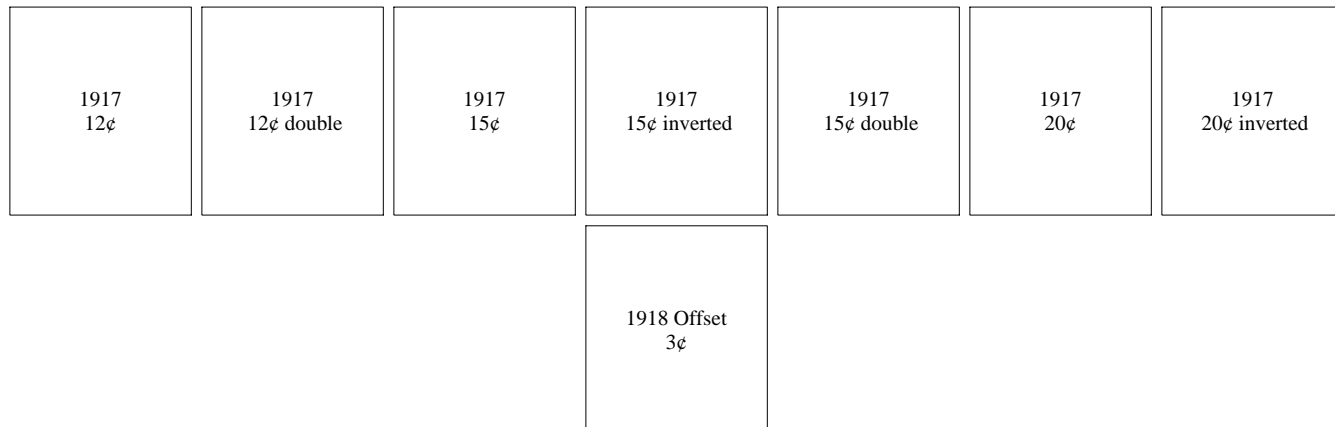 1917
12¢
1917
12¢ double
1917
15¢
1917
15¢ inverted
1917
15¢ double
1917
20¢
1917
20¢ inverted
1918 Offset
3¢